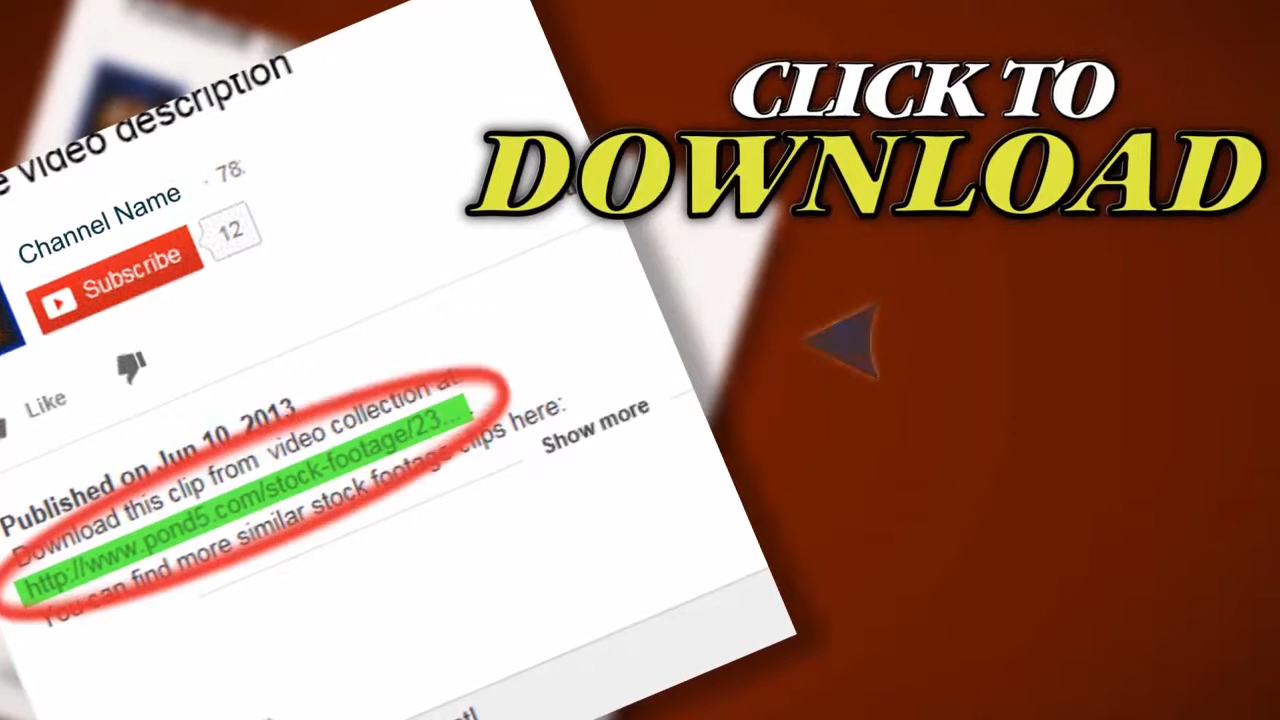 CLICK TO
DOWNLOAD
video description
Channel Name
78
Subscribe
12
Like
Published on Jun 10, 2013
Download this clip from video collection at
http://www.pond5.com/stock-footage/23...
You can find more similar stock footage clips here:
Show more